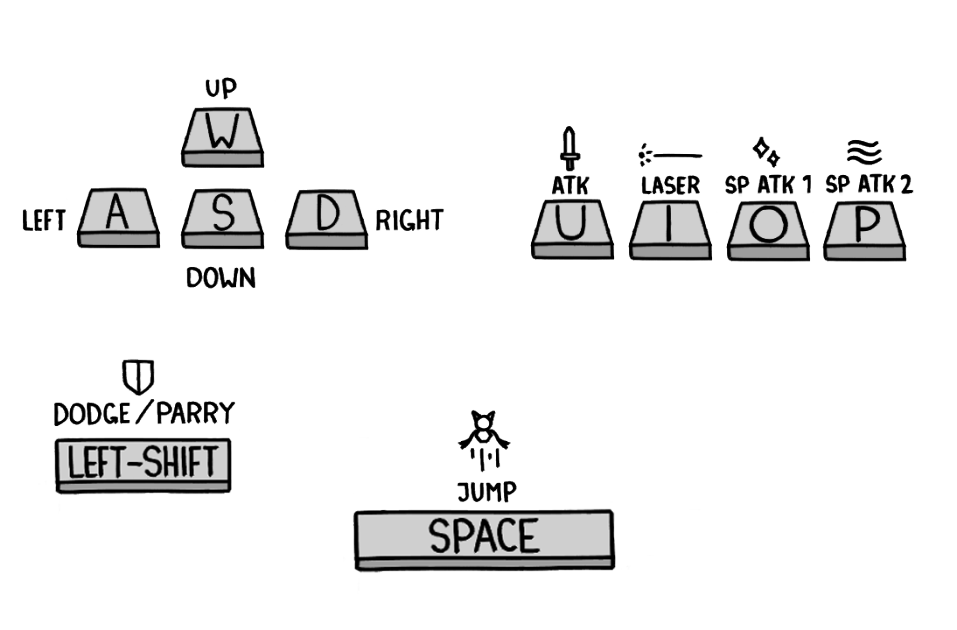 UP
W
LEFT A S D RIGHT
DOWN
ATK LASER SP ATK 1 SP ATK 2
U I O P
DODGE/PARRY
LEFT-SHIFT
JUMP
SPACE